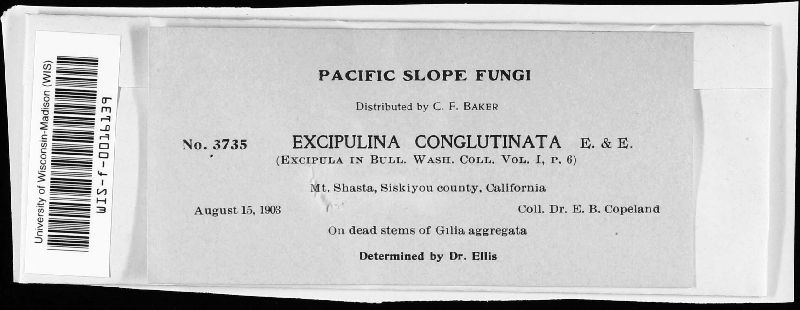 University of Wisconsin-Madison (WIS)
WIS-f-0016139
PACIFIC SLOPE FUNGI
Distributed by C. F. BAKER
No. 3735 EXCIPULINA CONGLUTINATA E. & E.
(EXCIPULA IN BULL. WASH. COLL. VOL. I, P. 6)
Mt. Shasta, Siskiyou county, California
August 15, 1903 Coll. Dr. E. B. Copeland
On dead stems of Gilia aggregata
Determined by Dr. Ellis